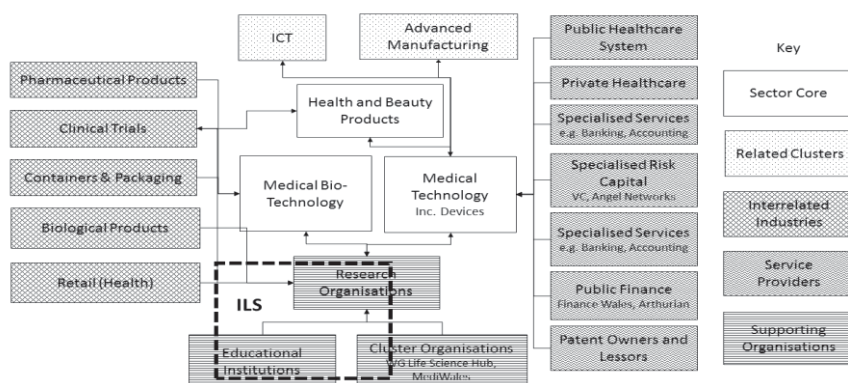 ICT
Advanced
Manufacturing
Health and Beauty
Products
Medical Bio-
Technology
Medical
Technology
Inc. Devices
Research
Organisations
ILS
Educational
Institutions
Cluster Organisations
WG Life Science Hub,
MediWales
Pharmaceutical Products
Clinical Trials
Containers & Packaging
Biological Products
Retail (Health)
Public Healthcare
System
Private Healthcare
Specialised Services
e.g. Banking, Accounting
Specialised Risk
Capital
VC, Angel Networks
Specialised Services
e.g. Banking, Accounting
Public Finance
Finance Wales, Arthurian
Patent Owners and
Lessors
Key
Sector Core
Related Clusters
Interrelated
Industries
Service
Providers
Supporting
Organisations